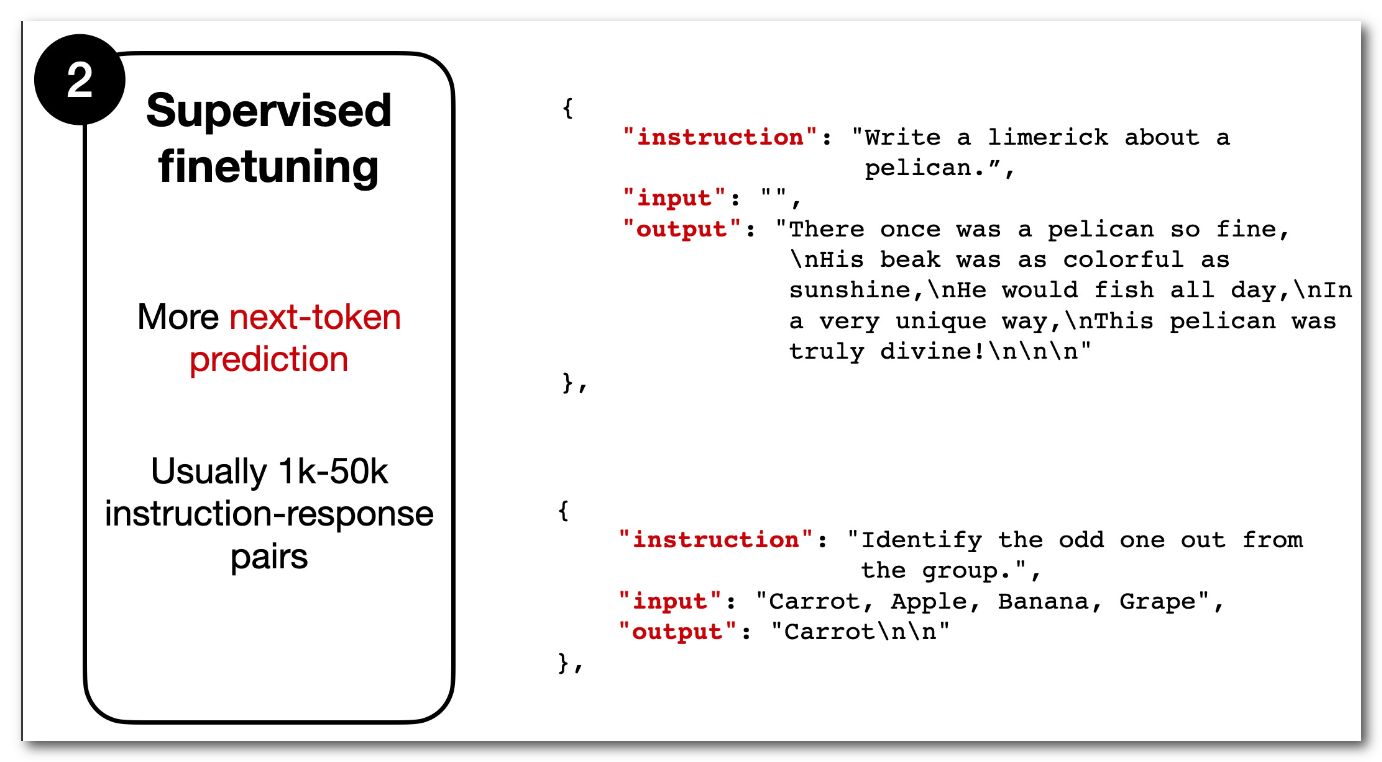 2
Supervised
finetuning
More next-token
prediction
Usually 1k-50k
instruction-response
pairs
{
"instruction": "Write a limerick about a
pelican.”,
"input": "",
"output": "There once was a pelican so fine,
\nHis beak was as colorful as
sunshine,\nHe would fish all day,\nIn
a very unique way,\nThis pelican was
truly divine!\n\n\n"
},
{
"instruction": "Identify the odd one out from
the group.",
"input": "Carrot, Apple, Banana, Grape",
"output": "Carrot\n\n"
},